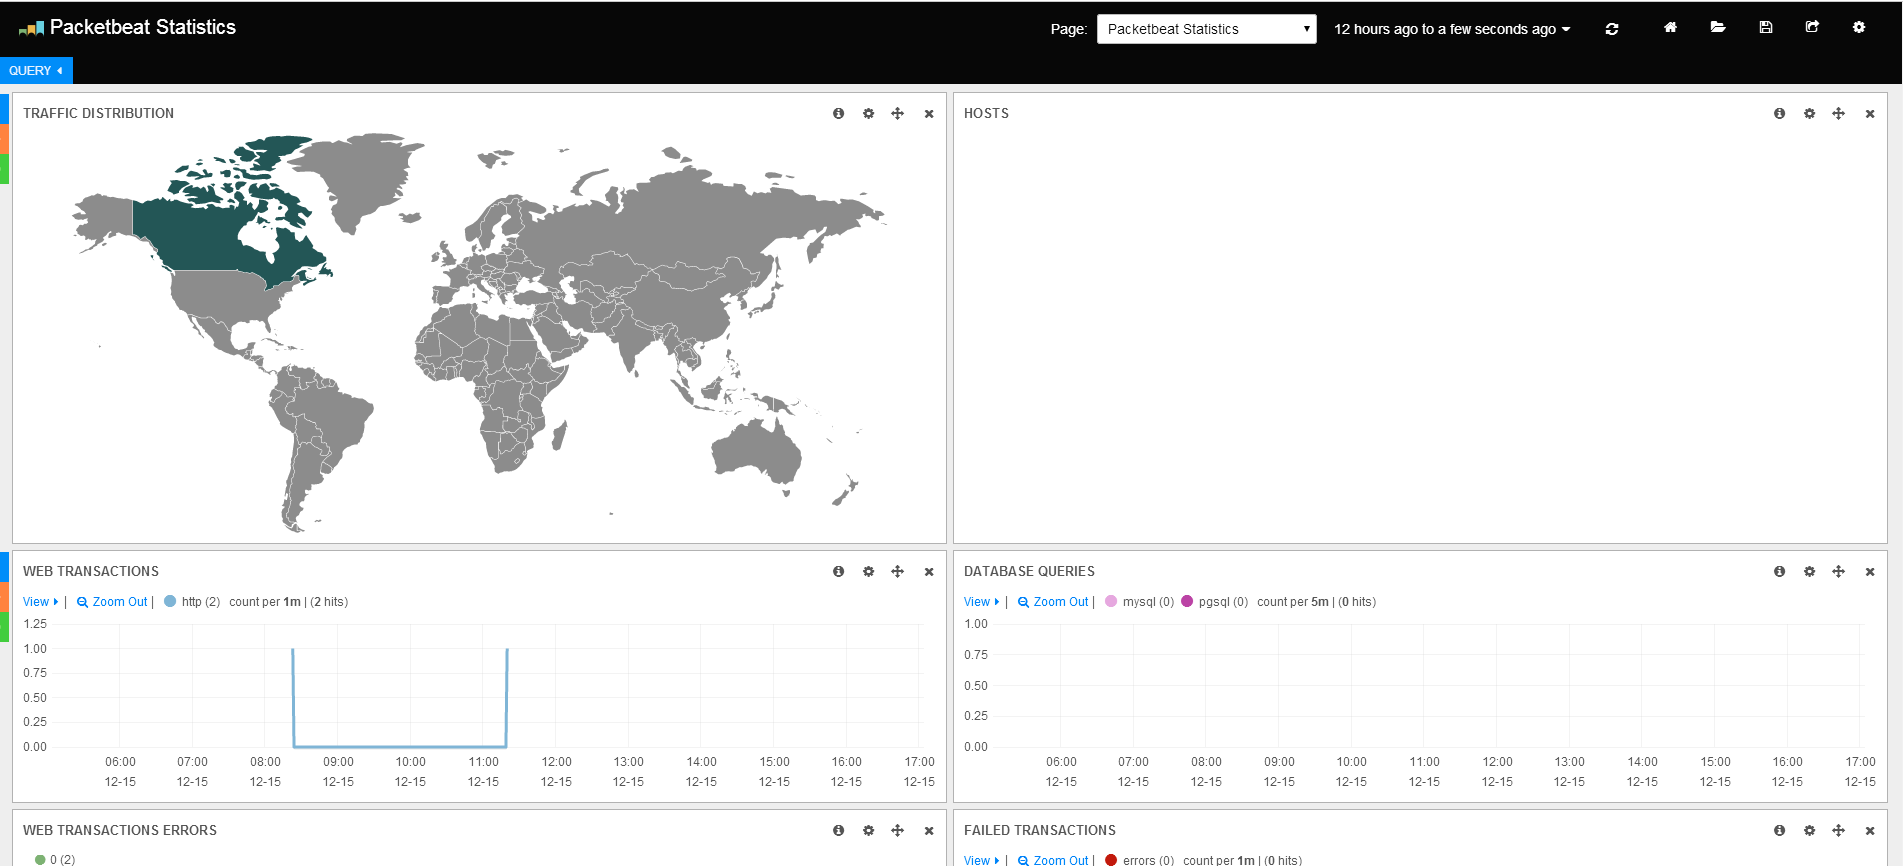 Packetbeat Statistics
Page: Packetbeat Statistics 12 hours ago to a few seconds ago
QUERY
TRAFFIC DISTRIBUTION
HOSTS
WEB TRANSACTIONS
View | Zoom Out | http (2) count per 1m | (2 hits)
1.25
1.00
0.75
0.50
0.25
0.00
06:00 07:00 08:00 09:00 10:00 11:00 12:00 13:00 14:00 15:00 16:00 17:00
12-15 12-15 12-15 12-15 12-15 12-15 12-15 12-15 12-15 12-15 12-15 12-15
DATABASE QUERIES
View | Zoom Out | mysql (0) pgsql (0) count per 5m | (0 hits)
1.00
0.75
0.50
0.25
0.00
06:00 07:00 08:00 09:00 10:00 11:00 12:00 13:00 14:00 15:00 16:00 17:00
12-15 12-15 12-15 12-15 12-15 12-15 12-15 12-15 12-15 12-15 12-15 12-15
WEB TRANSACTIONS ERRORS
0 (2)
FAILED TRANSACTIONS
View | Zoom Out | errors (0) count per 1m | (0 hits)